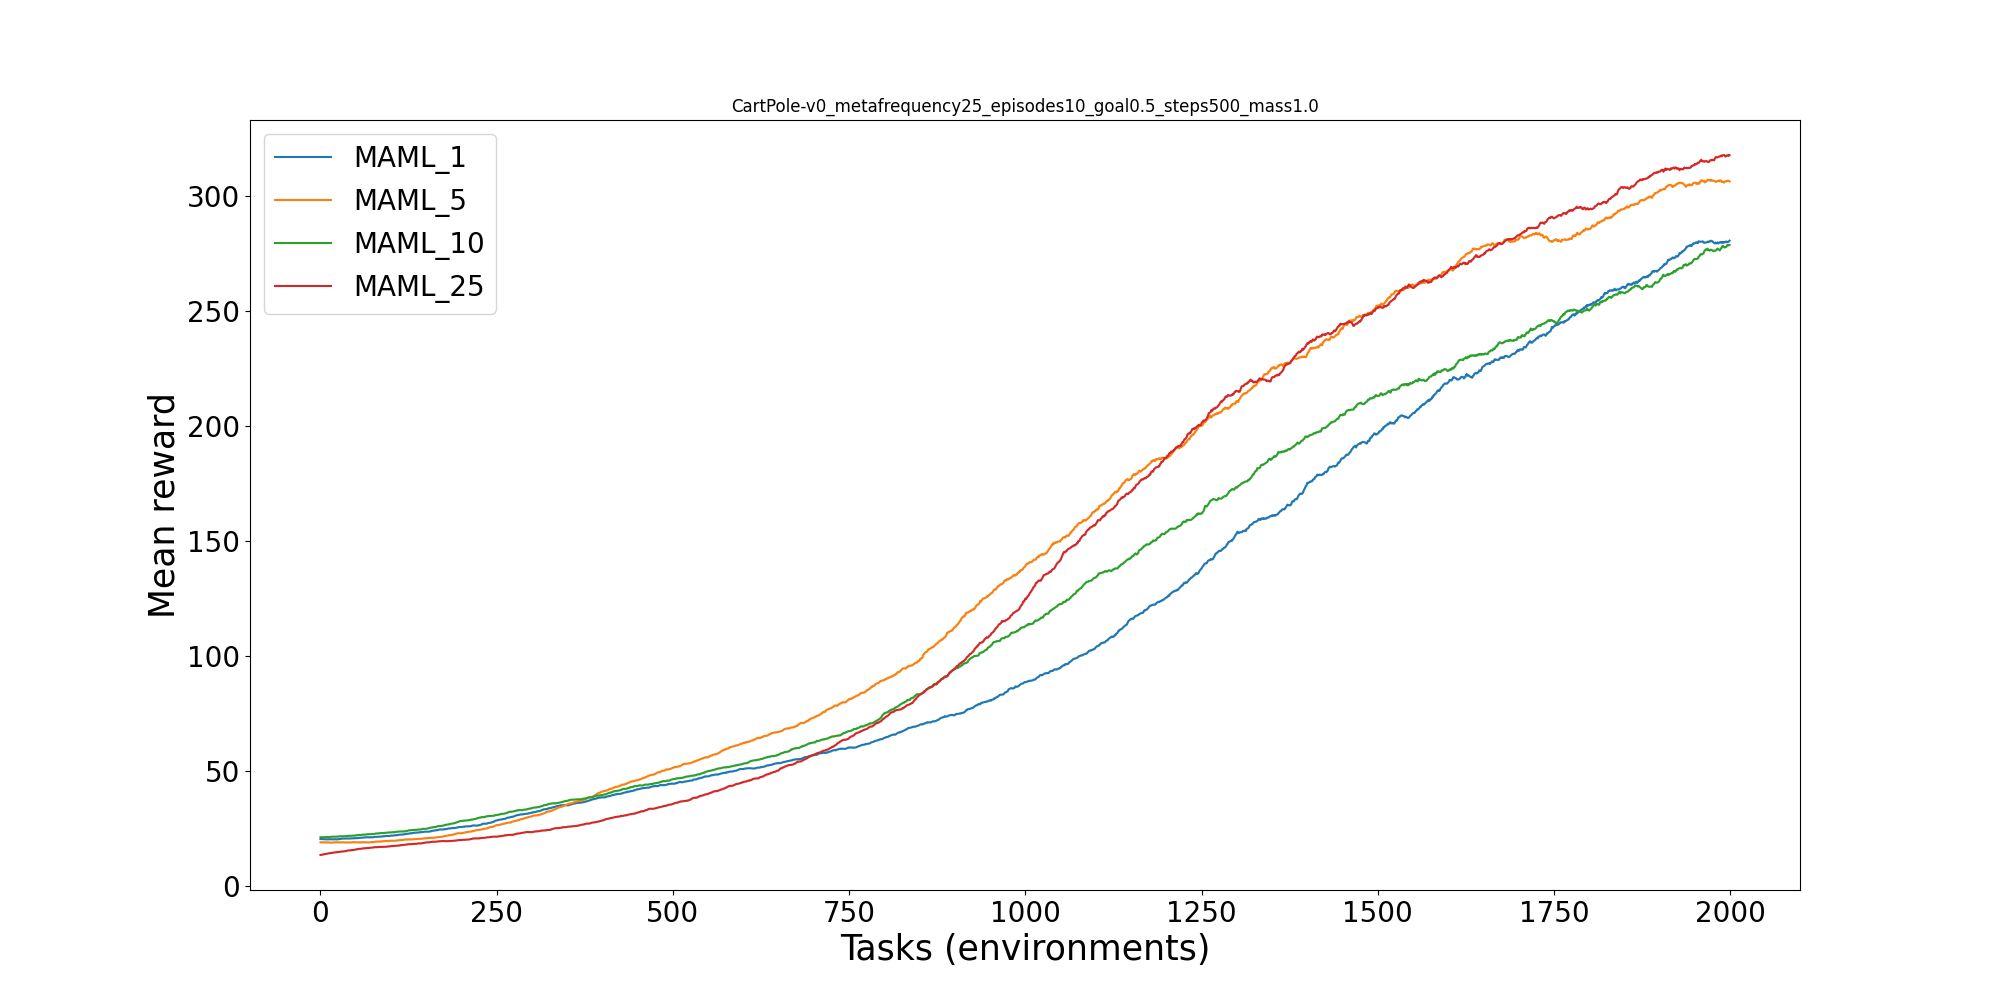 CartPole-v0_metafrequency25_episodes10_goal0.5_steps500_mass1.0
MAML_1
MAML_5
MAML_10
MAML_25
Mean reward
300
250
200
150
100
50
0
0 250 500 750 1000 1250 1500 1750 2000
Tasks (environments)